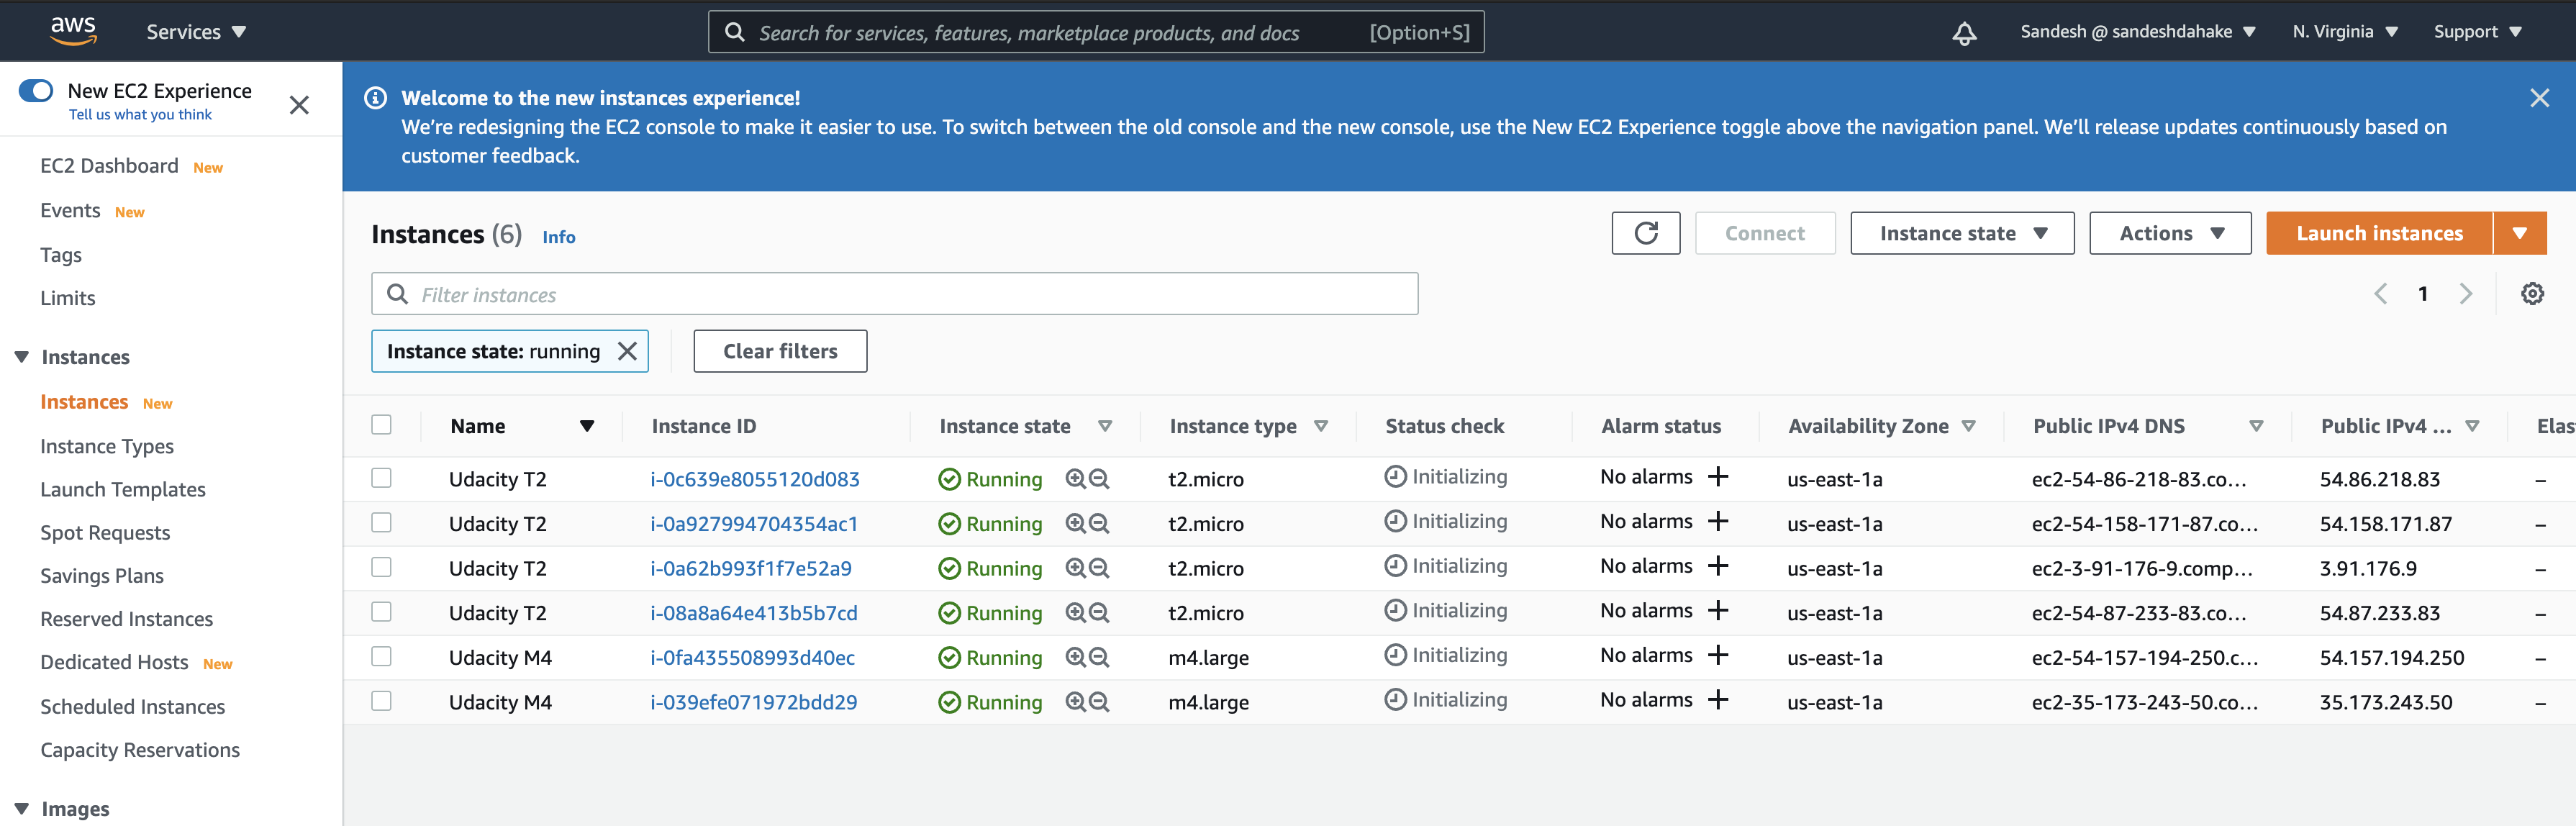 aws Services Search for services, features, marketplace products, and docs [Option+S] Sandesh @ sandeshdahake N. Virginia Support
New EC2 Experience
Tell us what you think
EC2 Dashboard New
Events New
Tags
Limits
Instances
Instances New
Instance Types
Launch Templates
Spot Requests
Savings Plans
Reserved Instances
Dedicated Hosts New
Scheduled Instances
Capacity Reservations
Images
Welcome to the new instances experience!
We’re redesigning the EC2 console to make it easier to use. To switch between the old console and the new console, use the New EC2 Experience toggle above the navigation panel. We’ll release updates continuously based on
customer feedback.
Instances (6) Info Connect Instance state Actions Launch instances
Filter instances 1
Instance state: running Clear filters
Name Instance ID Instance state Instance type Status check Alarm status Availability Zone Public IPv4 DNS Public IPv4 ... Elas
Udacity T2 i-0c639e8055120d083 Running t2.micro Initializing No alarms us-east-1a ec2-54-86-218-83.co... 54.86.218.83 –
Udacity T2 i-0a927994704354ac1 Running t2.micro Initializing No alarms us-east-1a ec2-54-158-171-87.co... 54.158.171.87 –
Udacity T2 i-0a62b993f1f7e52a9 Running t2.micro Initializing No alarms us-east-1a ec2-3-91-176-9.comp... 3.91.176.9 –
Udacity T2 i-08a8a64e413b5b7cd Running t2.micro Initializing No alarms us-east-1a ec2-54-87-233-83.co... 54.87.233.83 –
Udacity M4 i-0fa435508993d40ec Running m4.large Initializing No alarms us-east-1a ec2-54-157-194-250.c... 54.157.194.250 –
Udacity M4 i-039efe071972bdd29 Running m4.large Initializing No alarms us-east-1a ec2-35-173-243-50.co... 35.173.243.50 –